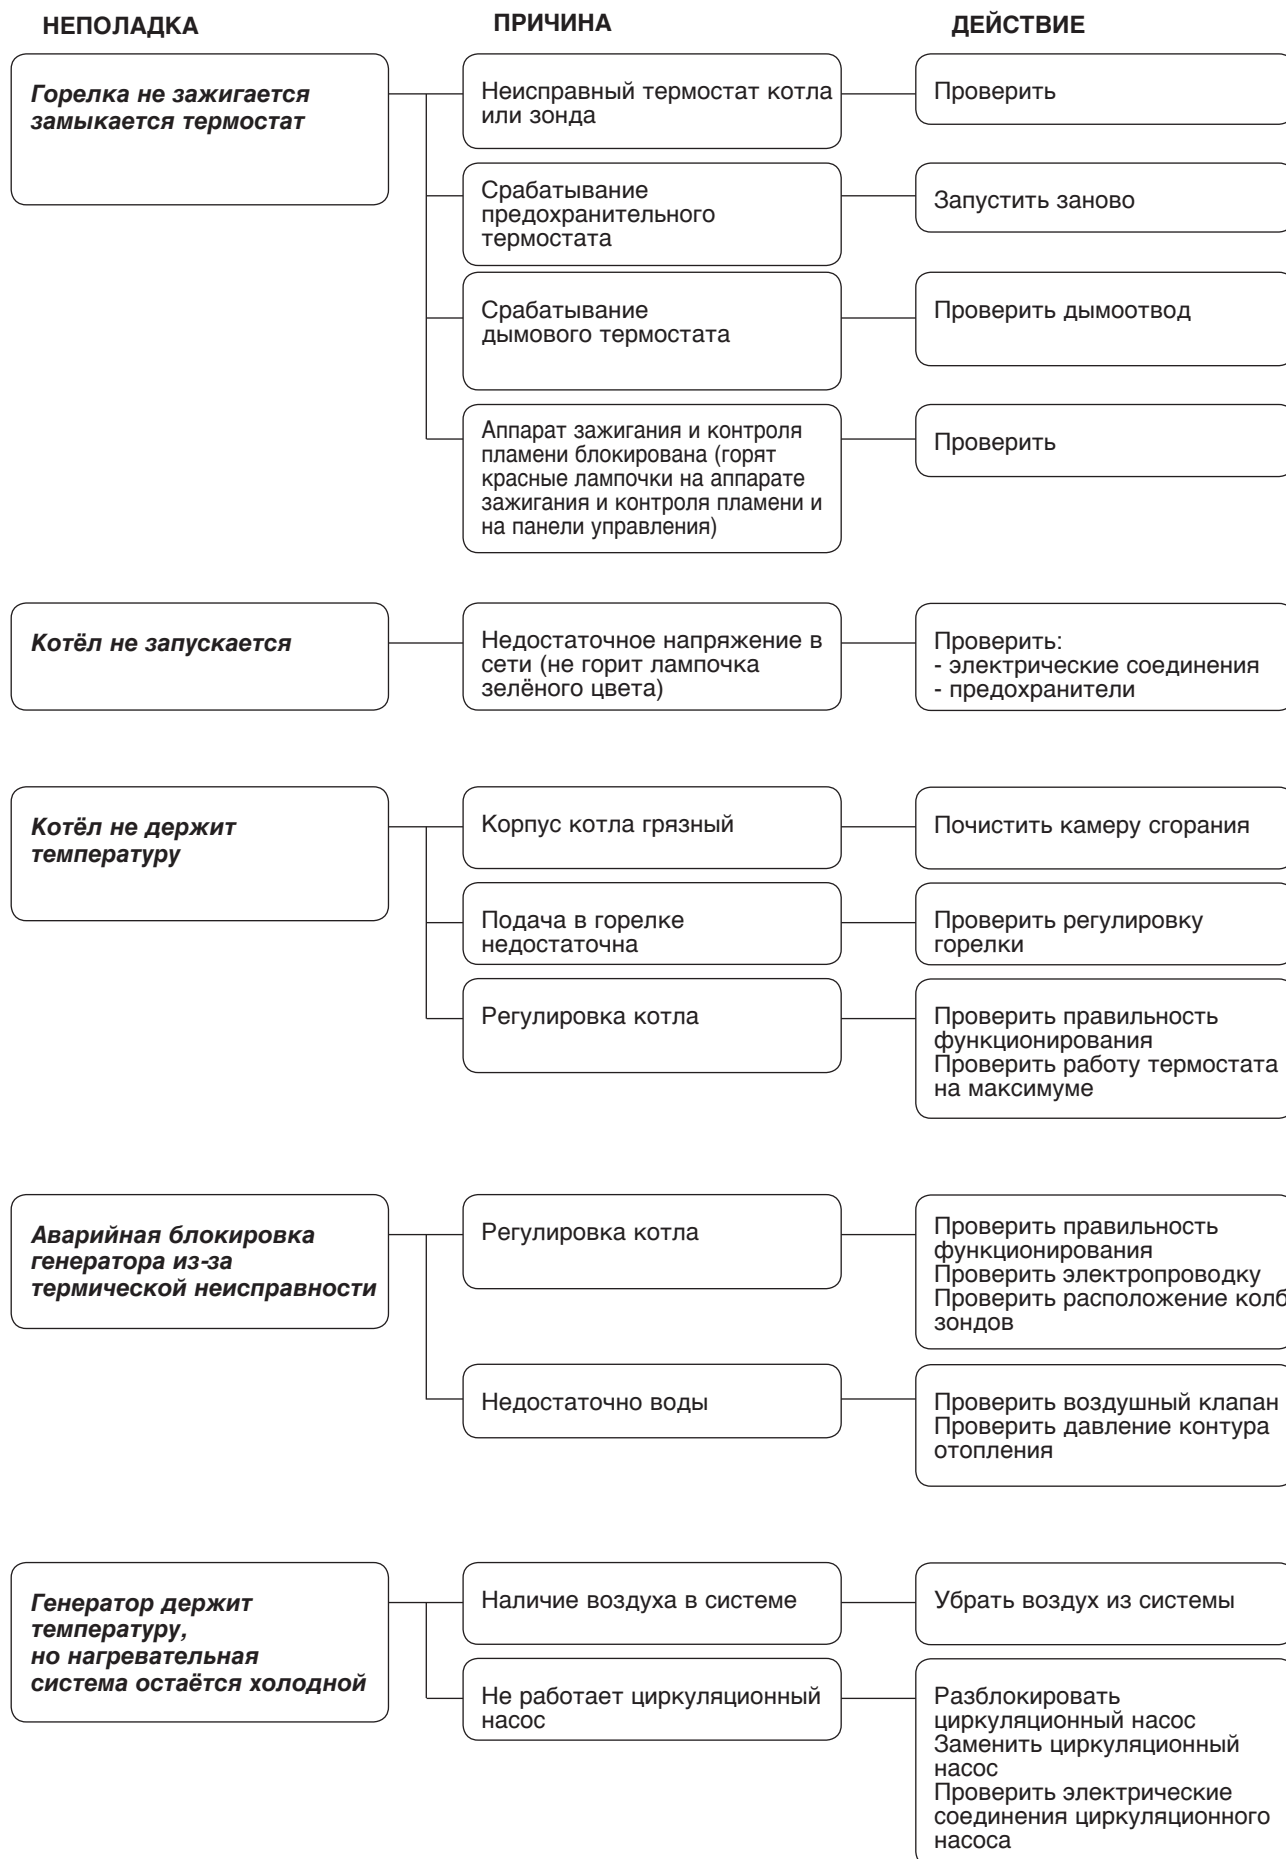 НЕПОЛАДКА
ПРИЧИНА
ДЕЙСТВИЕ
Горелка не зажигается
замыкается термостат
Неисправный термостат котла
или зонда
Проверить
Срабатывание
предохранительного
термостата
Запустить заново
Срабатывание
дымового термостата
Проверить дымоотвод
Аппарат зажигания и контроля
пламени блокирована (горят
красные лампочки на аппарате
зажигания и контроля пламени и
на панели управления)
Проверить
Котёл не запускается
Недостаточное напряжение в
сети (не горит лампочка
зелёного цвета)
Проверить:
- электрические соединения
- предохранители
Котёл не держит
температуру
Корпус котла грязный
Почистить камеру сгорания
Подача в горелке
недостаточна
Проверить регулировку
горелки
Регулировка котла
Проверить правильность
функционирования
Проверить работу термостата
на максимуме
Аварийная блокировка
генератора из-за
термической неисправности
Регулировка котла
Проверить правильность
функционирования
Проверить электропроводку
Проверить расположение колб
зондов
Недостаточно воды
Проверить воздушный клапан
Проверить давление контура
отопления
Генератор держит
температуру,
но нагревательная
система остаётся холодной
Наличие воздуха в системе
Убрать воздух из системы
Не работает циркуляционный
насос
Разблокировать
циркуляционный насос
Заменить циркуляционный
насос
Проверить электрические
соединения циркуляционного
насоса